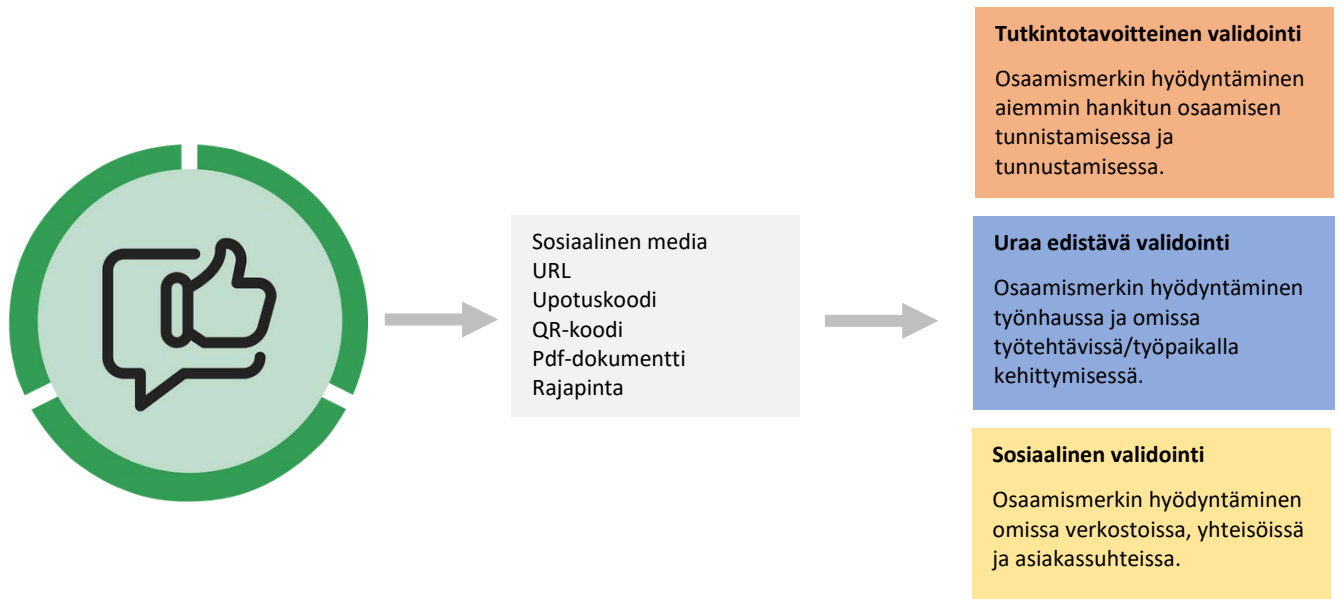 Sosiaalinen media
URL
Upotuskoodi
QR-koodi
Pdf-dokumentti
Rajapinta
Tutkintotavoitteinen validointi
Osaamismerkin hyödyntäminen
aiemmin hankitun osaamisen
tunnistamisessa ja
tunnustamisessa.
Uraa edistävä validointi
Osaamismerkin hyödyntäminen
työnhaussa ja omissa
työtehtävissä/työpaikalla
kehittymisessä.
Sosiaalinen validointi
Osaamismerkin hyödyntäminen
omissa verkostoissa, yhteisöissä
ja asiakassuhteissa.